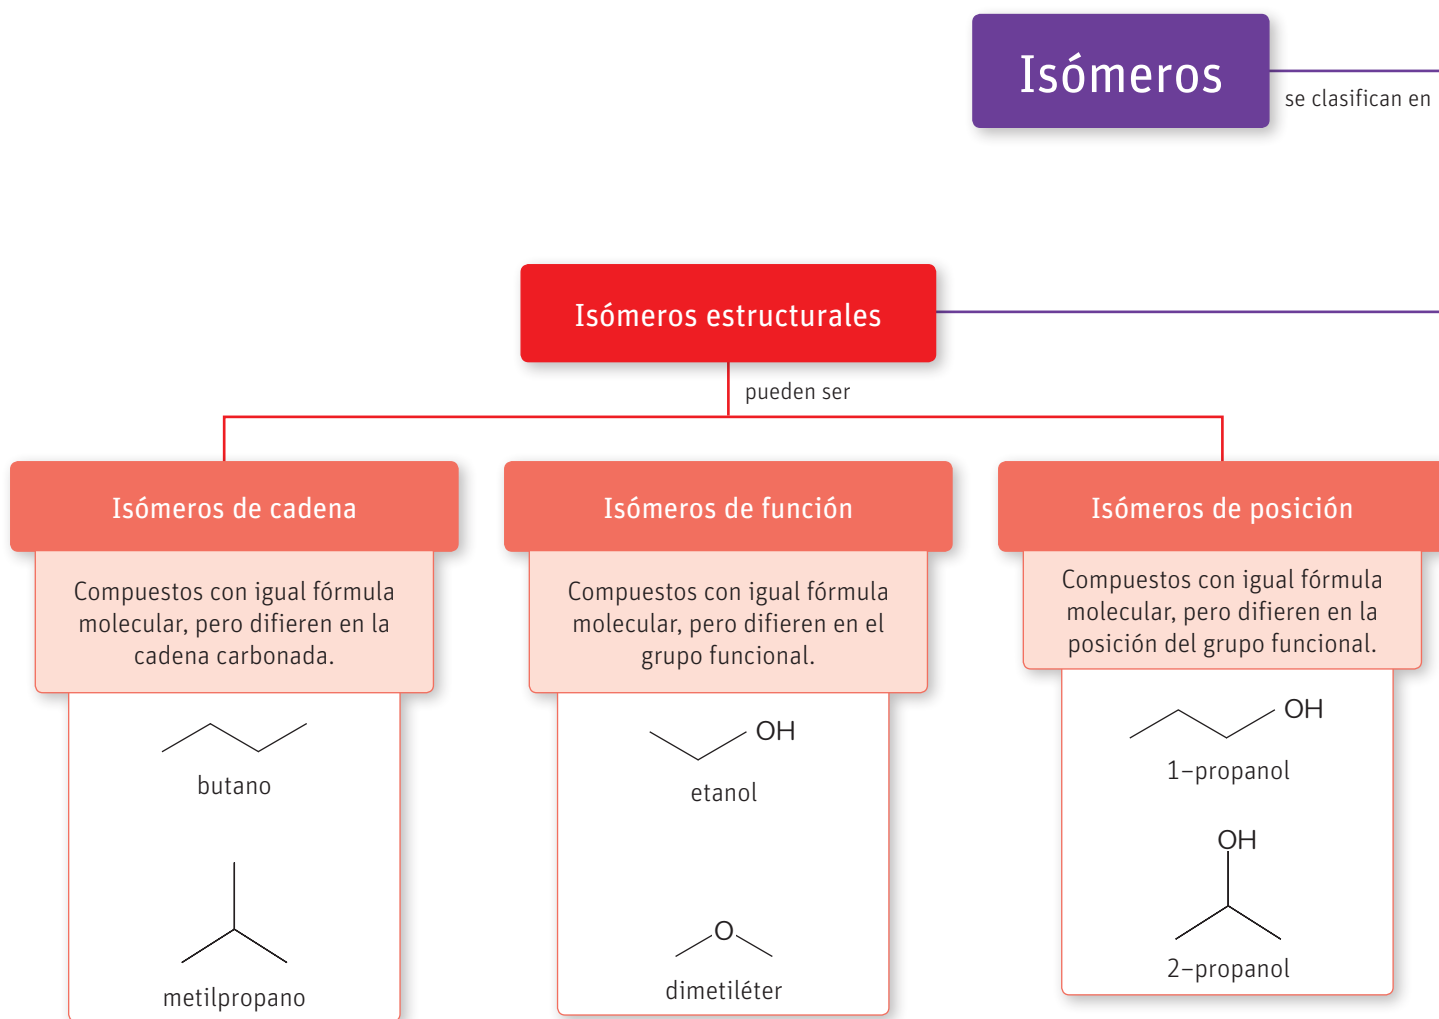 Isómeros
se clasifican en
Isómeros estructurales
pueden ser
Isómeros de cadena
Compuestos con igual fórmula
molecular, pero difieren en la
cadena carbonada.
butano
metilpropano
Isómeros de función
Compuestos con igual fórmula
molecular, pero difieren en el
grupo funcional.
OH
etanol
O
dimetiléter
Isómeros de posición
Compuestos con igual fórmula
molecular, pero difieren en la
posición del grupo funcional.
OH
1–propanol
OH
2–propanol